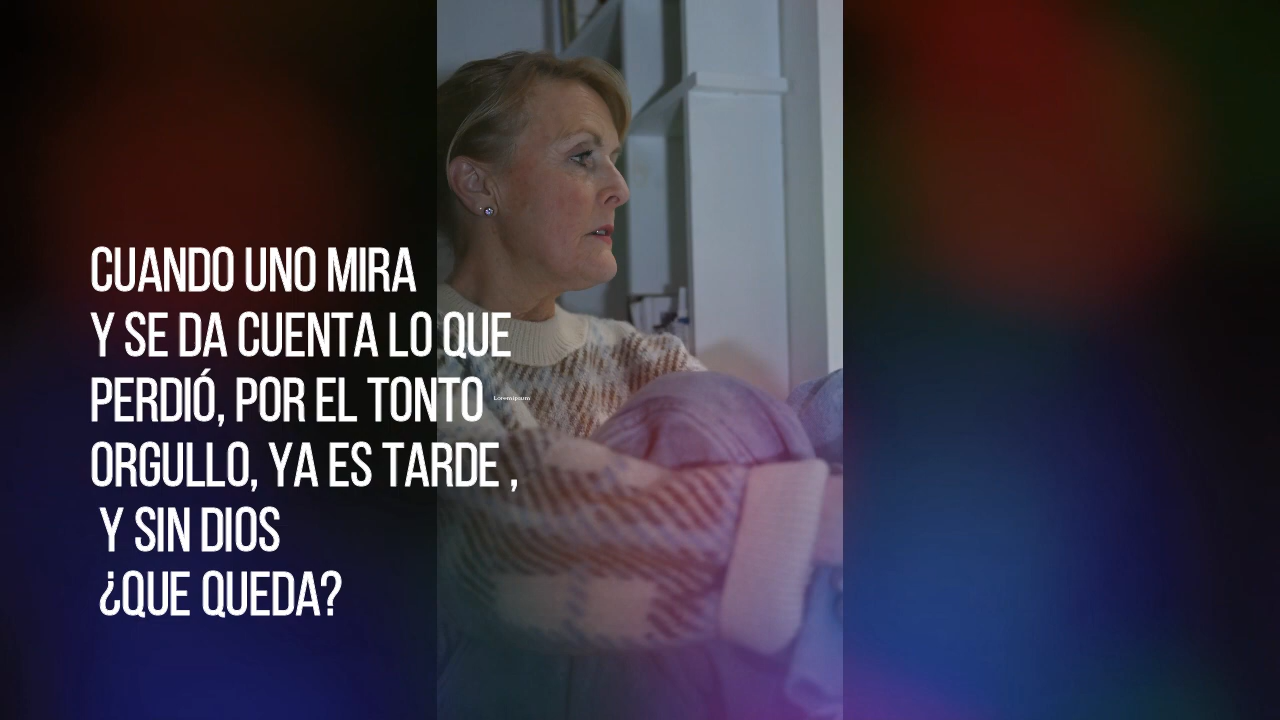 CUANDO UNO MIRA
Y SE DA CUENTA LO QUE
PERDIÓ, POR EL TONTO
ORGULLO, YA ES TARDE ,
Y SIN DIOS
¿QUE QUEDA?
Loremipsum